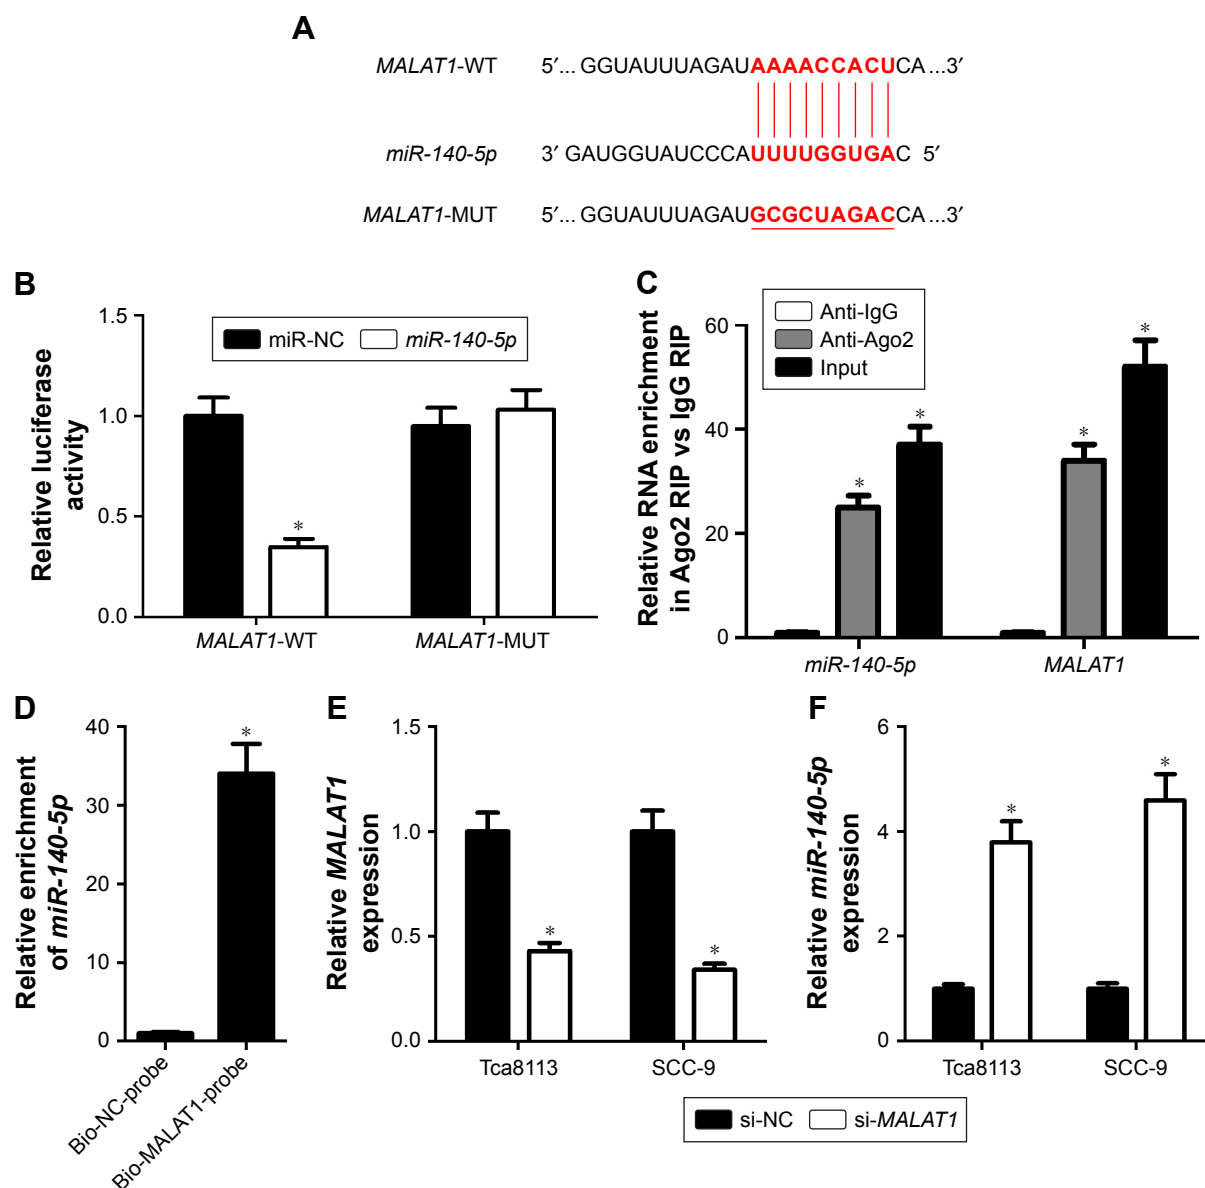 A
MALAT1-WT 5′... GGUAUUUAGAUAAAACCACUCA ...3′
miR-140-5p 3′ GAUGGUAUCCCAUUUUGGUGAC 5′
MALAT1-MUT 5′... GGUAUUUAGAUGCGCUAGACCA ...3′
B
Relative luciferase
activity
1.5
1.0
0.5
0.0
miR-NC miR-140-5p
*
MALAT1-WT MALAT1-MUT
C
Relative RNA enrichment
in Ago2 RIP vs IgG RIP
Anti-IgG
Anti-Ago2
Input
60
40
20
0
* * * *
miR-140-5p MALAT1
D
Relative enrichment
of miR-140-5p
40
30
20
10
0
*
Bio-NC-probe
Bio-MALAT1-probe
E
Relative MALAT1
expression
1.5
1.0
0.5
0.0
* *
Tca8113 SCC-9
F
Relative miR-140-5p
expression
6
4
2
0
* *
Tca8113 SCC-9
si-NC si-MALAT1